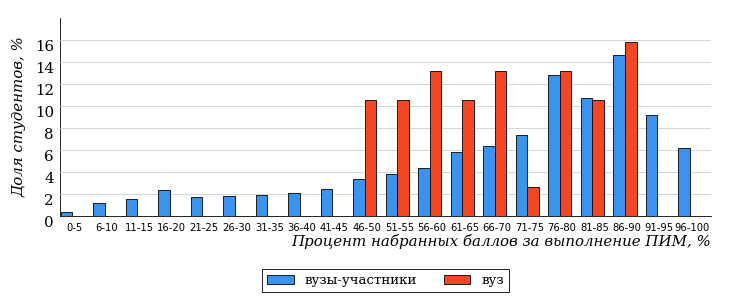 Доля студентов, %
16
14
12
10
8
6
4
2
0
0-5 6-10 11-15 16-20 21-25 26-30 31-35 36-40 41-45 46-50 51-55 56-60 61-65 66-70 71-75 76-80 81-85 86-90 91-95 96-100
Процент набранных баллов за выполнение ПИМ, %
вузы-участники вуз